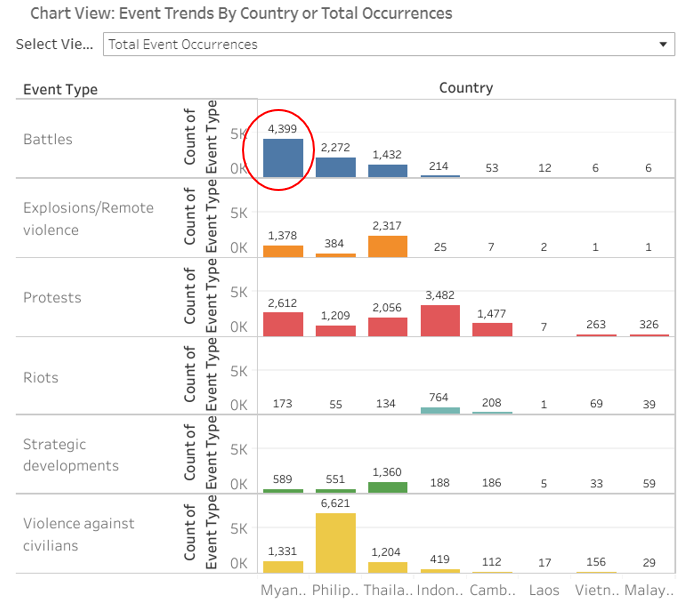 Chart View: Event Trends By Country or Total Occurrences
Select Vie... Total Event Occurrences
Event Type
Country
Battles
Count of
Event Type
5K
0K
4,399
2,272
1,432
214
53
12
6
6
Explosions/Remote
violence
Count of
Event Type
5K
0K
1,378
384
2,317
25
7
2
1
1
Protests
Count of
Event Type
5K
0K
2,612
1,209
2,056
3,482
1,477
7
263
326
Riots
Count of
Event Type
5K
0K
173
55
134
764
208
1
69
39
Strategic
developments
Count of
Event Type
5K
0K
589
551
1,360
188
186
5
33
59
Violence against
civilians
Count of
Event Type
5K
0K
1,331
6,621
1,204
419
112
17
156
29
Myan.. Philip.. Thaila.. Indon.. Camb.. Laos Vietn.. Malay..